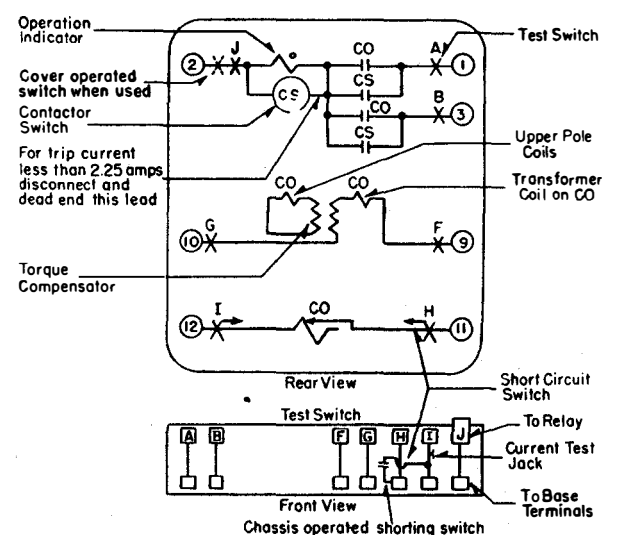 Operation
Indicator
Cover operated
switch when used
Contactor
Switch
For trip current
less than 2.25 amps
disconnect and
dead end this lead
Torque
Compensator
2
J
CO
A
1
CS
CS
CO
B
3
CS
Test Switch
Upper Pole
Coils
Transformer
Coil on CO
CO
CO
10
G
F
9
12
I
CO
H
11
Rear View
Short Circuit
Switch
Test Switch
To Relay
A
B
F
G
H
I
J
Current Test
Jack
To Base
Terminals
Front View
Chassis operated shorting switch